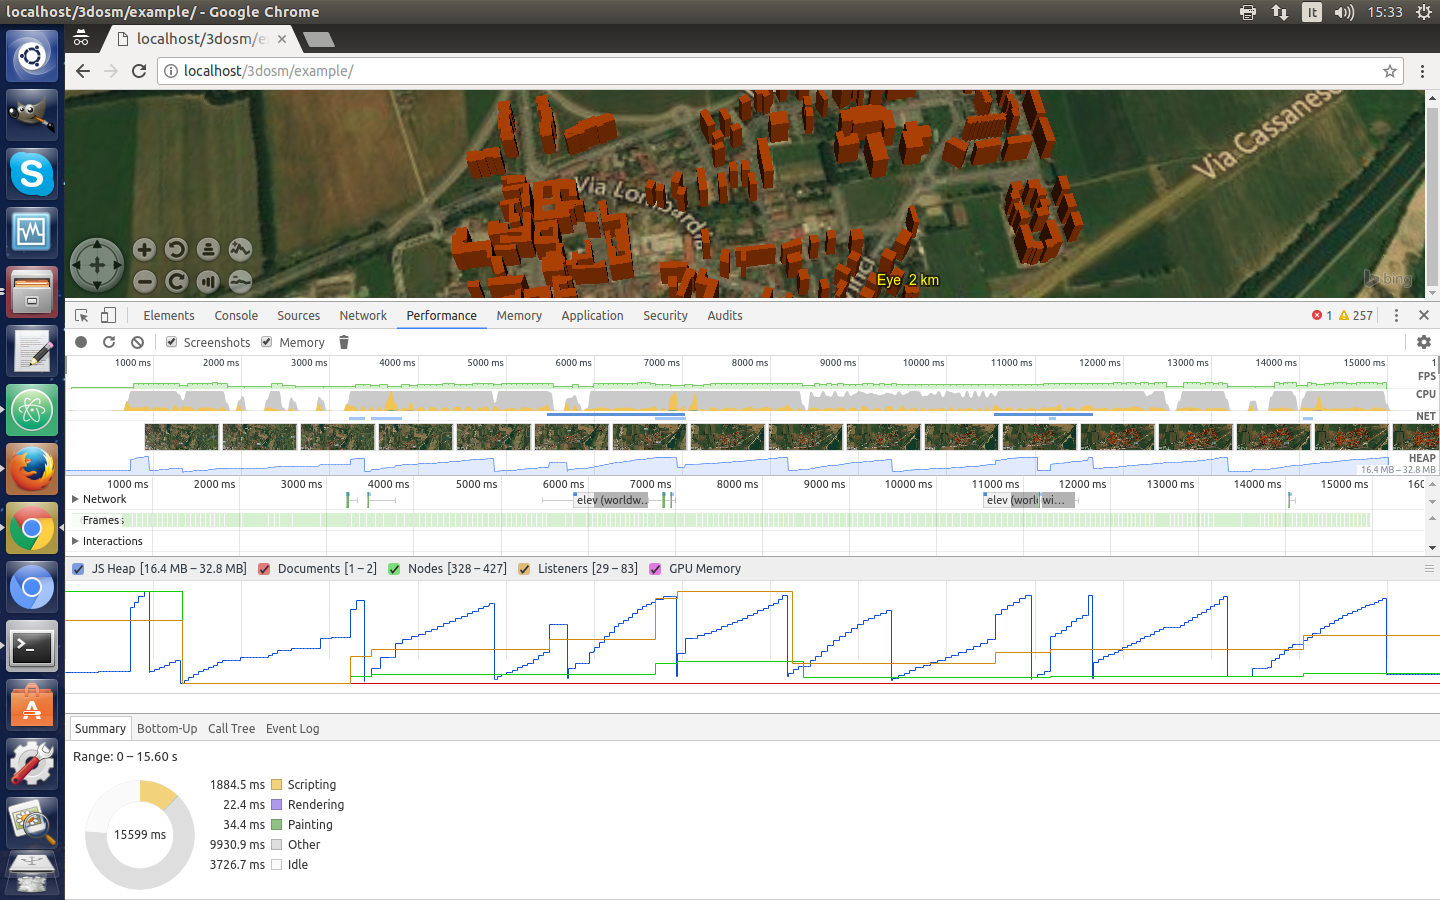 localhost/3dosm/example/ - Google Chrome
It
15:33
localhost/3dosm/e
localhost/3dosm/example/
Via Lombardia
Via Cassanese
Eye 2 km
bing
Elements Console Sources Network Performance Memory Application Security Audits
1 257
Screenshots Memory
1000 ms 2000 ms 3000 ms 4000 ms 5000 ms 6000 ms 7000 ms 8000 ms 9000 ms 10000 ms 11000 ms 12000 ms 13000 ms 14000 ms 15000 ms 1
FPS
CPU
NET
HEAP
16.4 MB – 32.8 MB
1000 ms 2000 ms 3000 ms 4000 ms 5000 ms 6000 ms 7000 ms 8000 ms 9000 ms 10000 ms 11000 ms 12000 ms 13000 ms 14000 ms 15000 ms 160
Network elev (worldw... elev (worl wi...
Frames
Interactions
JS Heap [16.4 MB – 32.8 MB] Documents [1 – 2] Nodes [328 – 427] Listeners [29 – 83] GPU Memory
Summary Bottom-Up Call Tree Event Log
Range: 0 – 15.60 s
15599 ms
1884.5 ms Scripting
22.4 ms Rendering
34.4 ms Painting
9930.9 ms Other
3726.7 ms Idle